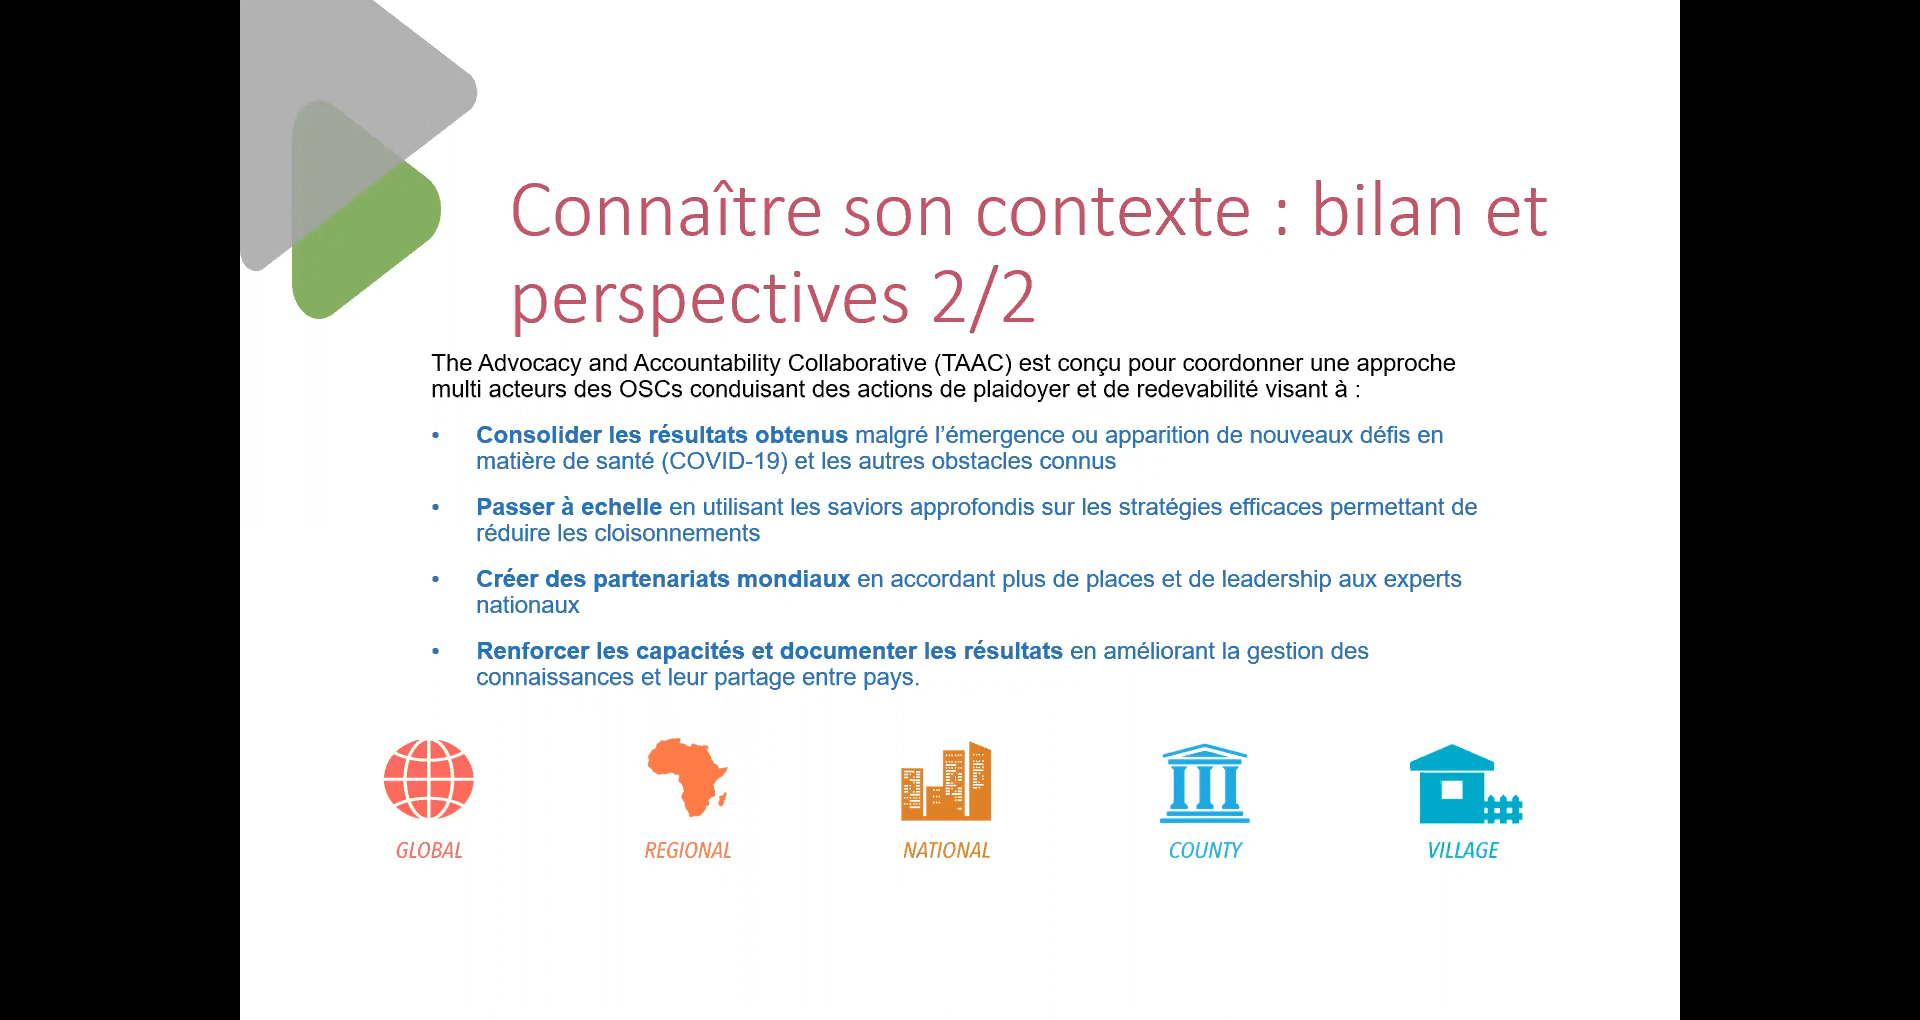 Connaître son contexte : bilan et
perspectives 2/2
The Advocacy and Accountability Collaborative (TAAC) est conçu pour coordonner une approche
multi acteurs des OSCs conduisant des actions de plaidoyer et de redevabilité visant à :
• Consolider les résultats obtenus malgré l’émergence ou apparition de nouveaux défis en
matière de santé (COVID-19) et les autres obstacles connus
• Passer à echelle en utilisant les saviors approfondis sur les stratégies efficaces permettant de
réduire les cloisonnements
• Créer des partenariats mondiaux en accordant plus de places et de leadership aux experts
nationaux
• Renforcer les capacités et documenter les résultats en améliorant la gestion des
connaissances et leur partage entre pays.
GLOBAL REGIONAL NATIONAL COUNTY VILLAGE